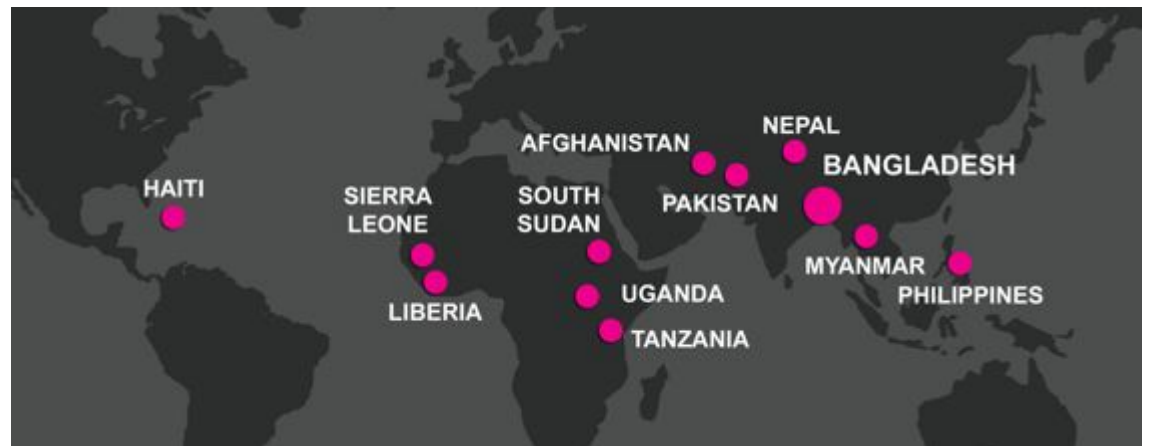 NEPAL
AFGHANISTAN
BANGLADESH
HAITI
SIERRA
LEONE
SOUTH
SUDAN
PAKISTAN
MYANMAR
PHILIPPINES
UGANDA
LIBERIA
TANZANIA